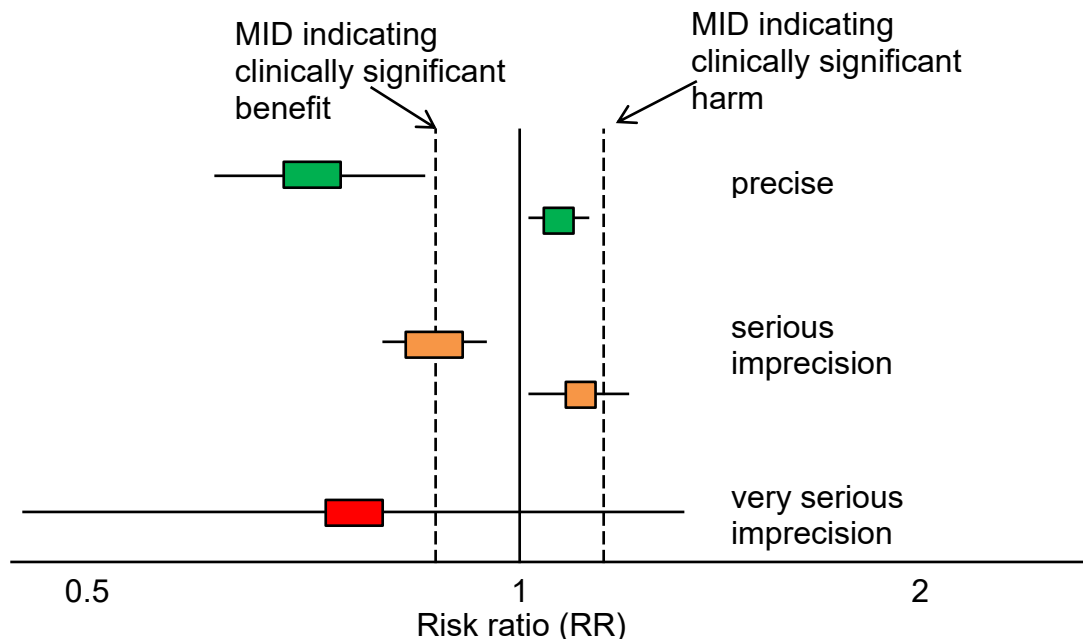 MID indicating
clinically significant
benefit
MID indicating
clinically significant
harm
precise
serious
imprecision
very serious
imprecision
0.5
1
2
Risk ratio (RR)